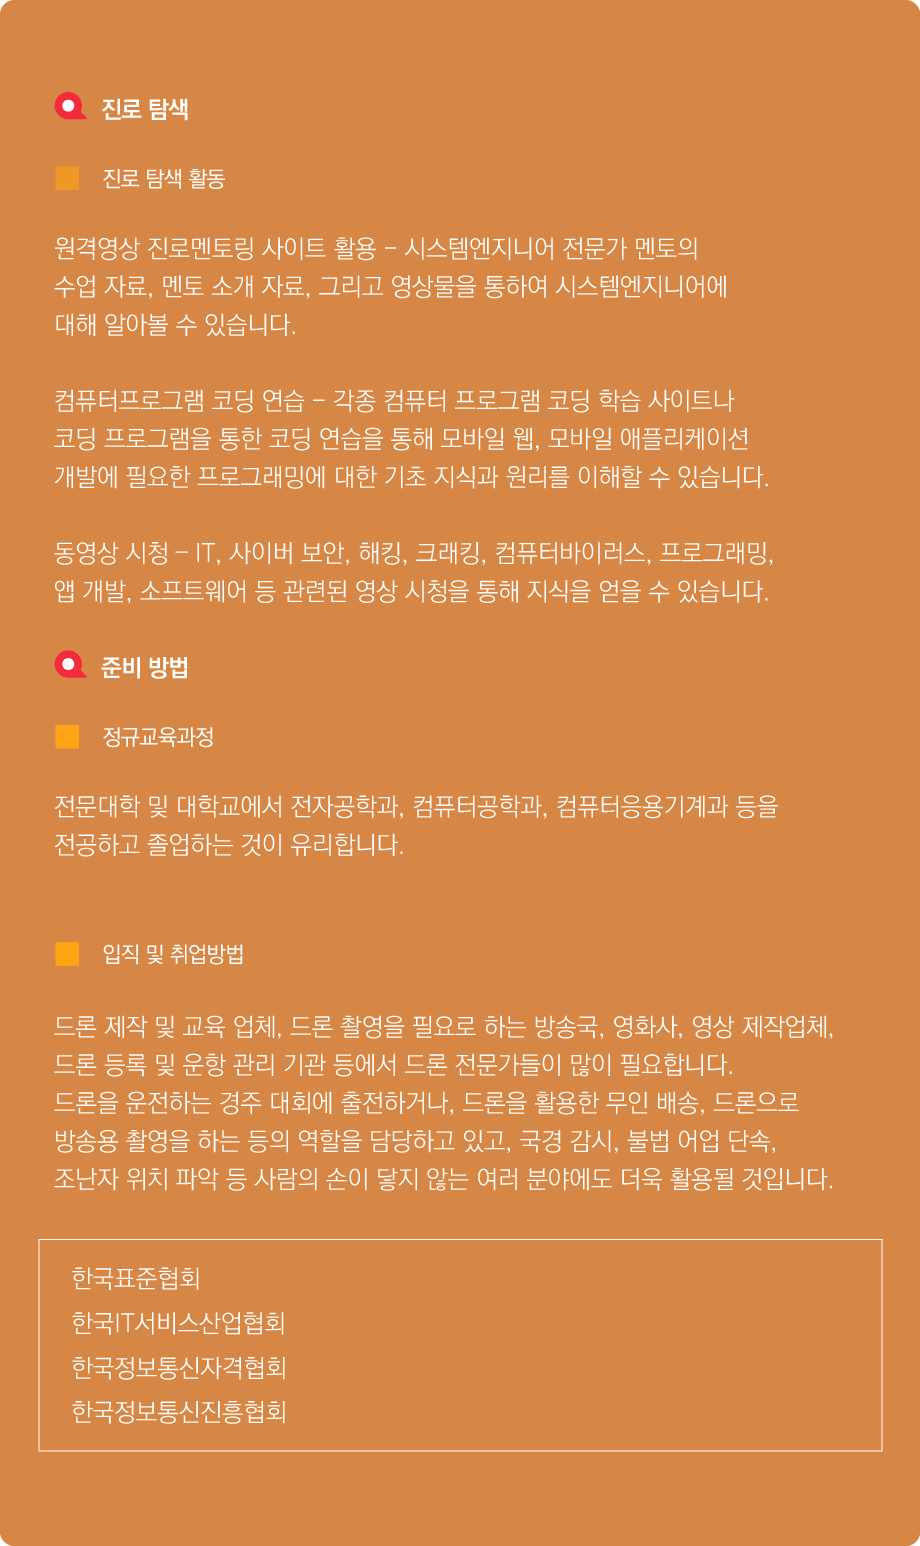 진로 탐색
진로 탐색 활동
원격영상 진로멘토링 사이트 활용 – 시스템엔지니어 전문가 멘토의
수업 자료, 멘토 소개 자료, 그리고 영상물을 통하여 시스템엔지니어에
대해 알아볼 수 있습니다.
컴퓨터프로그램 코딩 연습 – 각종 컴퓨터 프로그램 코딩 학습 사이트나
코딩 프로그램을 통한 코딩 연습을 통해 모바일 웹, 모바일 애플리케이션
개발에 필요한 프로그래밍에 대한 기초 지식과 원리를 이해할 수 있습니다.
동영상 시청 – IT, 사이버 보안, 해킹, 크래킹, 컴퓨터바이러스, 프로그래밍,
앱 개발, 소프트웨어 등 관련된 영상 시청을 통해 지식을 얻을 수 있습니다.
준비 방법
정규교육과정
전문대학 및 대학교에서 전자공학과, 컴퓨터공학과, 컴퓨터응용기계과 등을
전공하고 졸업하는 것이 유리합니다.
입직 및 취업방법
드론 제작 및 교육 업체, 드론 촬영을 필요로 하는 방송국, 영화사, 영상 제작업체,
드론 등록 및 운항 관리 기관 등에서 드론 전문가들이 많이 필요합니다.
드론을 운전하는 경주 대회에 출전하거나, 드론을 활용한 무인 배송, 드론으로
방송용 촬영을 하는 등의 역할을 담당하고 있고, 국경 감시, 불법 어업 단속,
조난자 위치 파악 등 사람의 손이 닿지 않는 여러 분야에도 더욱 활용될 것입니다.
한국표준협회
한국IT서비스산업협회
한국정보통신자격협회
한국정보통신진흥협회